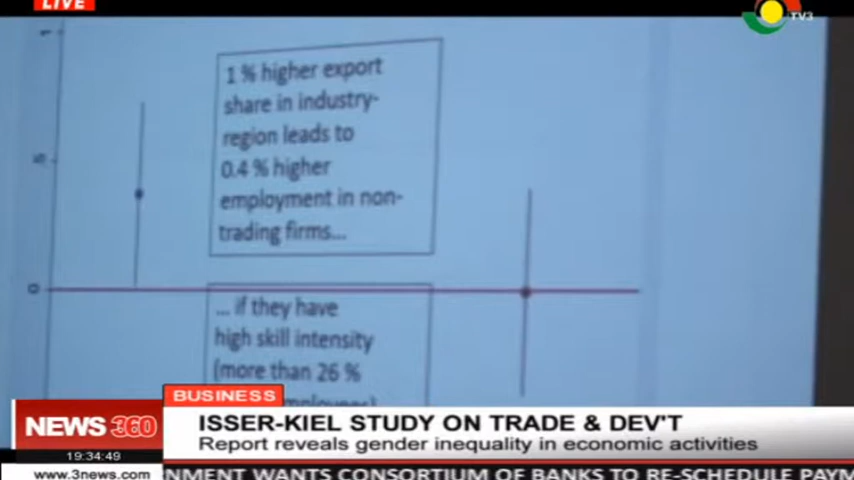 LIVE
TV3
1
.5
0
1 % higher export
share in industry-
region leads to
0.4 % higher
employment in non-
trading firms...
... if they have
high skill intensity
(more than 26 %
BUSINESS
NEWS 360
ISSER-KIEL STUDY ON TRADE & DEV'T
Report reveals gender inequality in economic activities
19:34:49
www.3news.com
NMENT WANTS CONSORTIUM OF BANKS TO RE-SCHEDULE PAYM